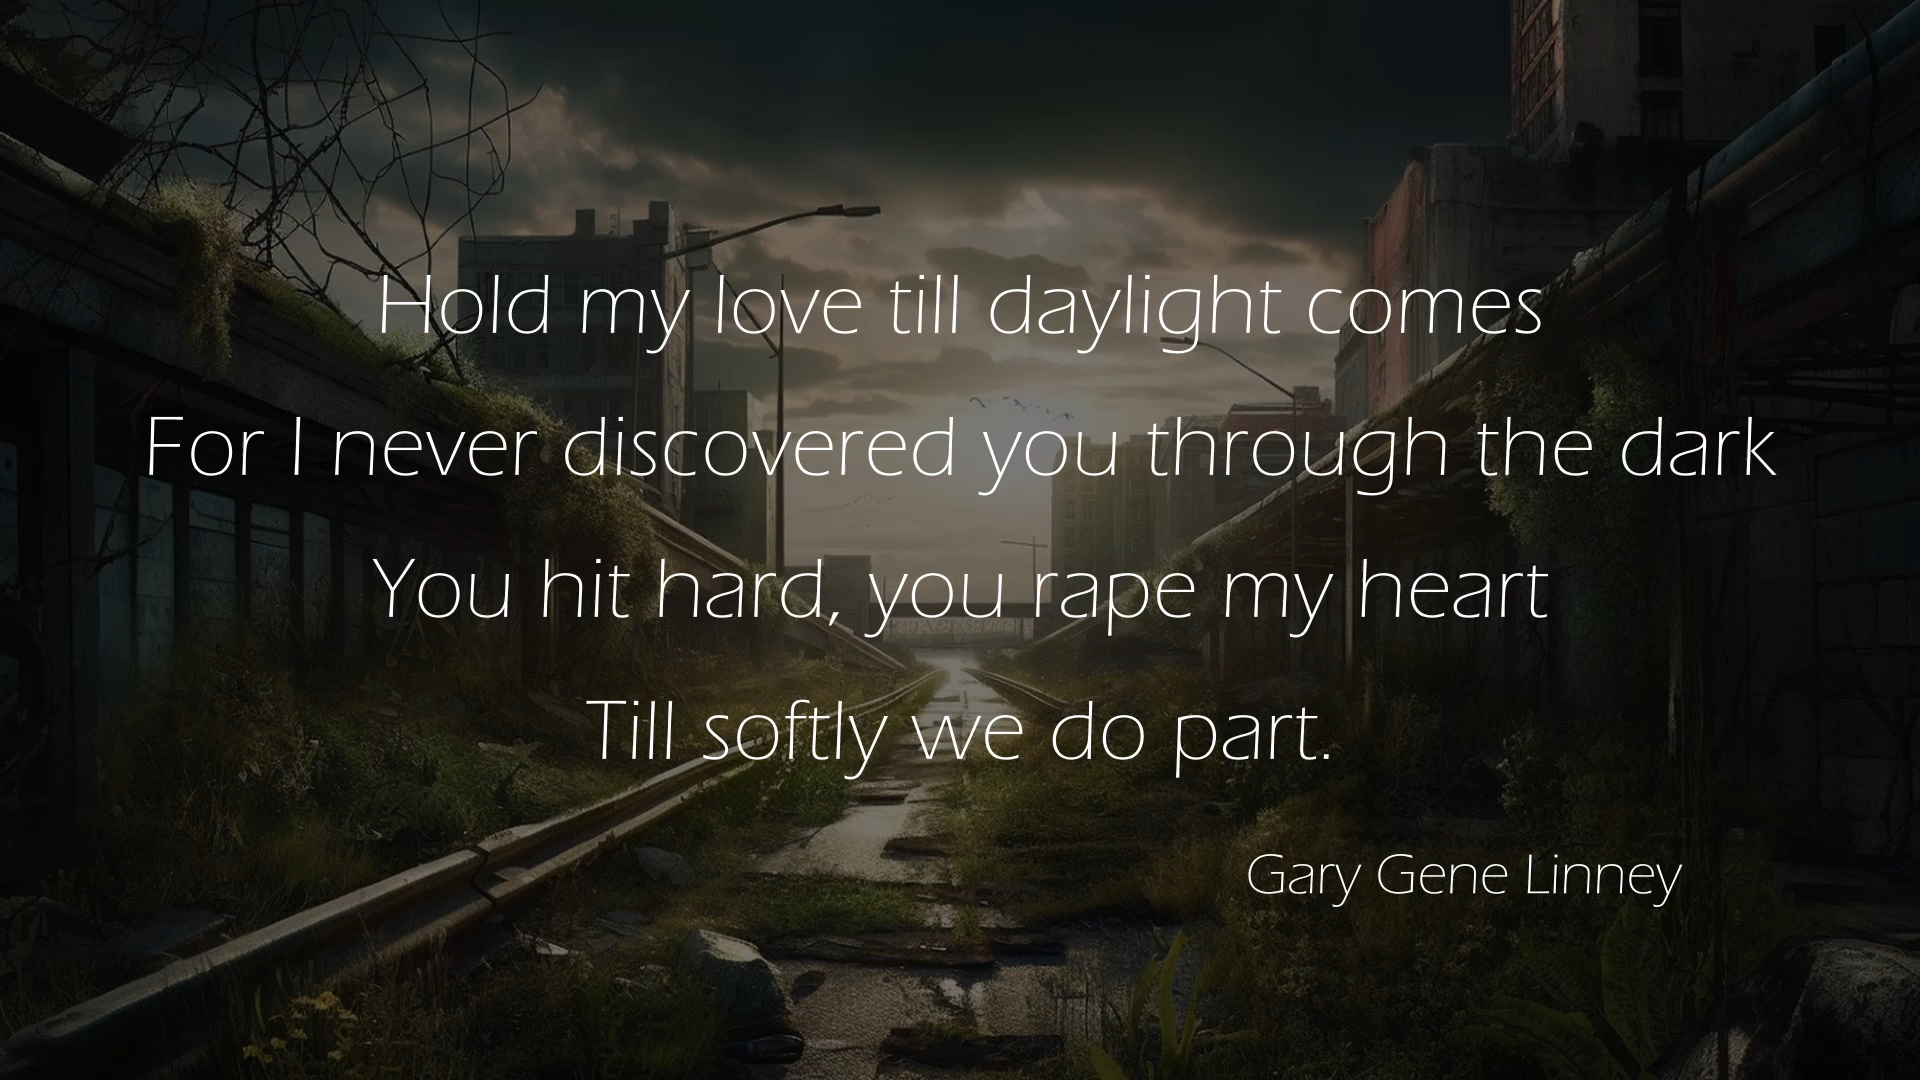 Hold my love till daylight comes
For I never discovered you through the dark
You hit hard, you rape my heart
Till softly we do part.
Gary Gene Linney